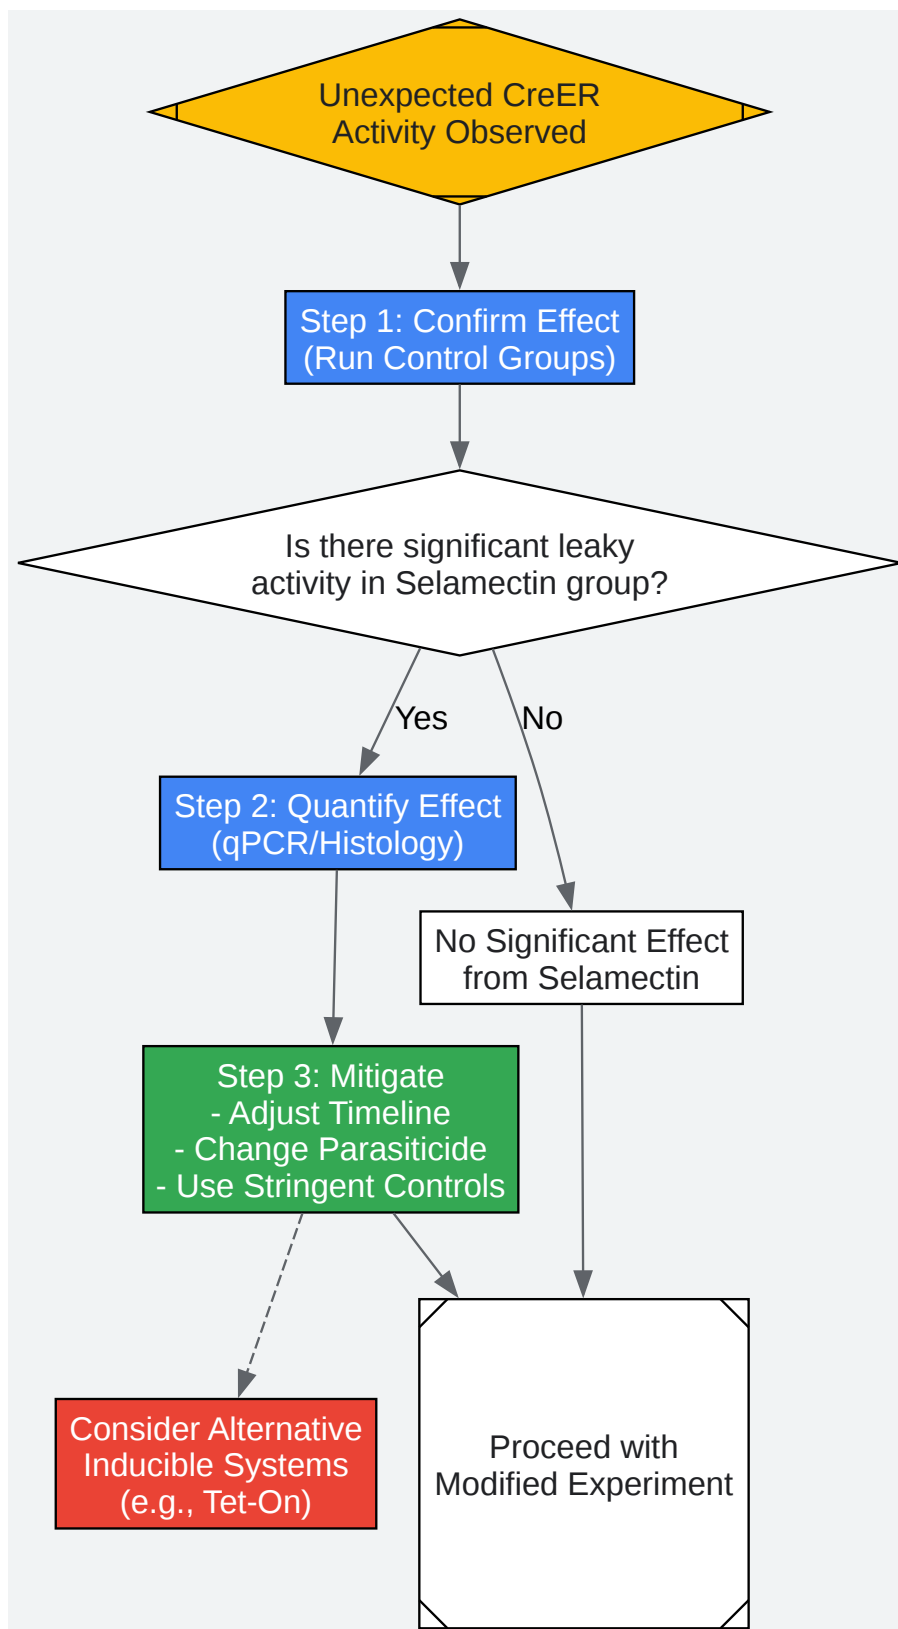 Unexpected CreER
Activity Observed
Step 1: Confirm Effect
(Run Control Groups)
Is there significant leaky
activity in Selamectin group?
Yes
No
Step 2: Quantify Effect
(qPCR/Histology)
No Significant Effect
from Selamectin
Step 3: Mitigate
- Adjust Timeline
- Change Parasiticide
- Use Stringent Controls
Consider Alternative
Inducible Systems
(e.g., Tet-On)
Proceed with
Modified Experiment